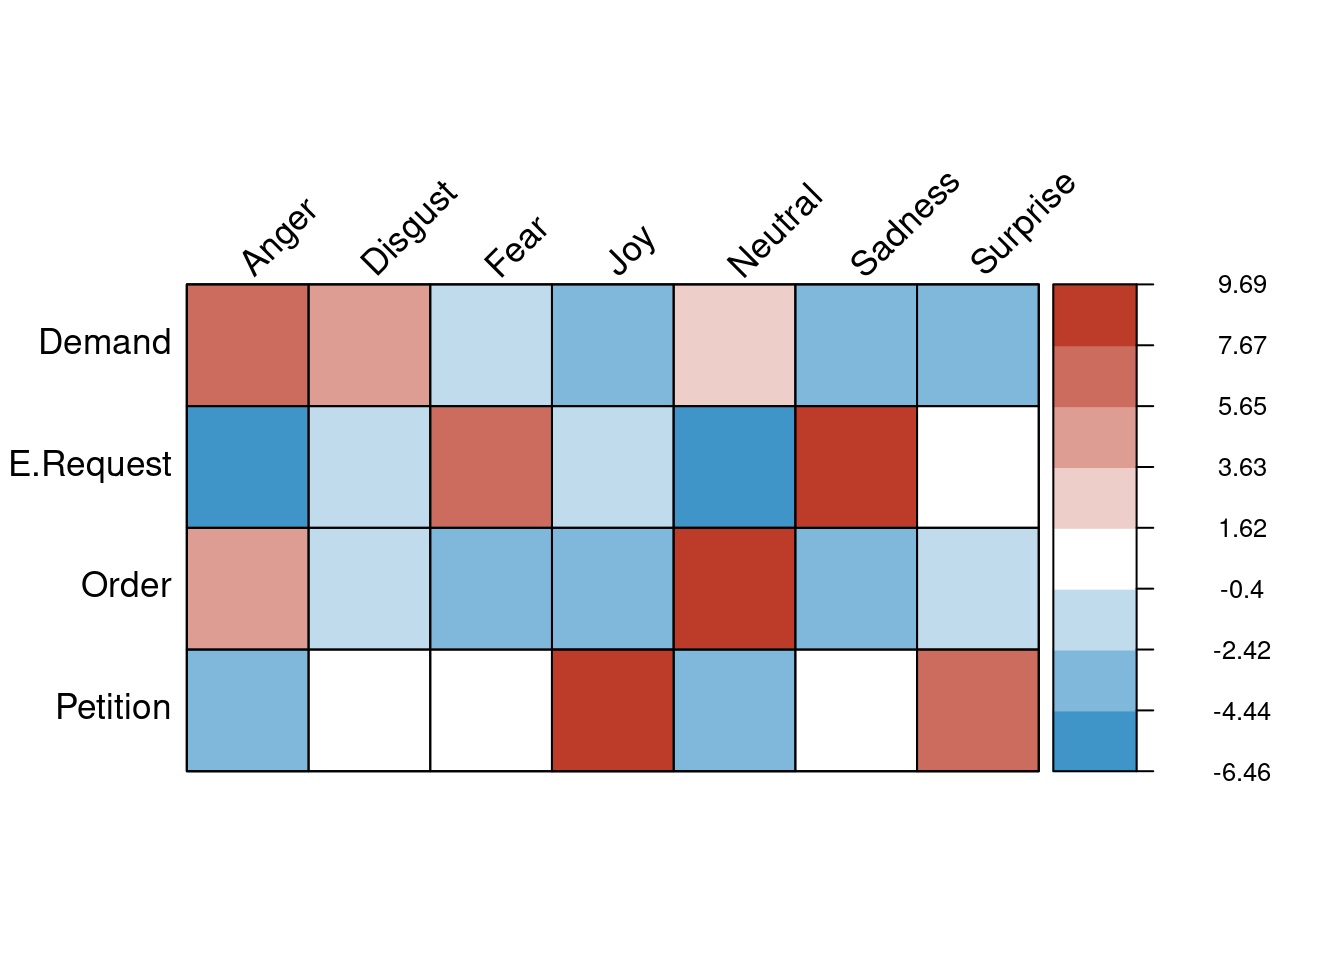 Anger Disgust Fear Joy Neutral Sadness Surprise
Demand
E.Request
Order
Petition
9.69
7.67
5.65
3.63
1.62
-0.4
-2.42
-4.44
-6.46